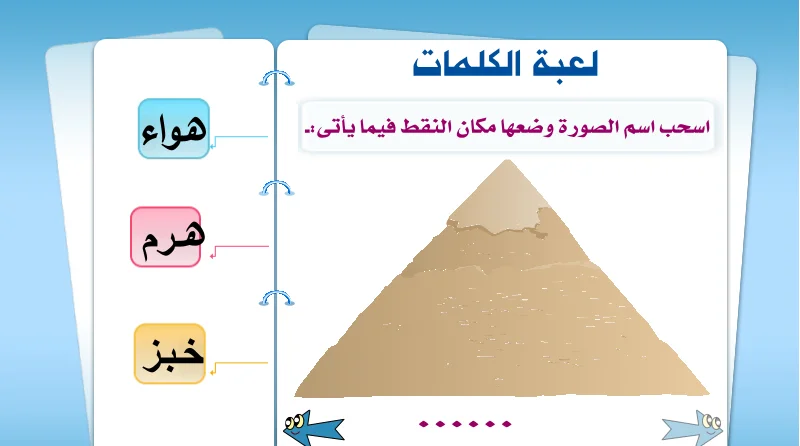 لعبة الكلمات
اسحب اسم الصورة وضعها مكان النقط فيما يأتى :ـ
هواء
هرم
خبز